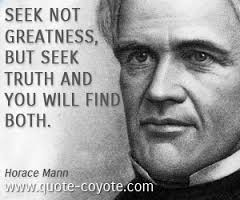 SEEK NOT
GREATNESS,
BUT SEEK
TRUTH AND
YOU WILL FIND
BOTH.
Horace Mann
www.quote-coyote.com